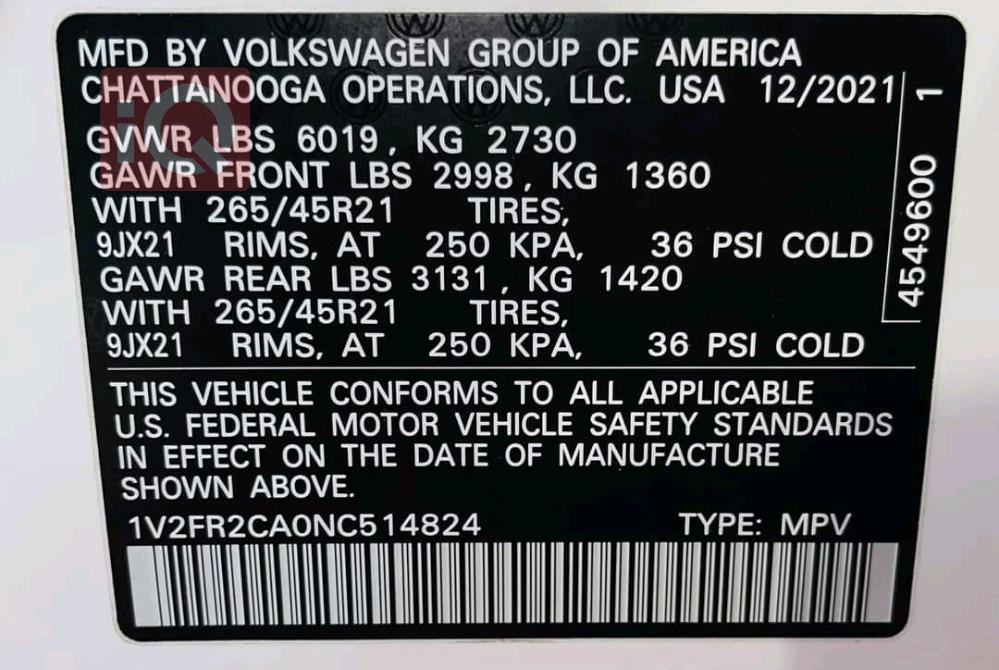 MFD BY VOLKSWAGEN GROUP OF AMERICA
CHATTANOOGA OPERATIONS, LLC. USA 12/2021
GVWR LBS 6019, KG 2730
GAWR FRONT LBS 2998, KG 1360
WITH 265/45R21 TIRES,
9JX21 RIMS, AT 250 KPA, 36 PSI COLD
GAWR REAR LBS 3131, KG 1420
WITH 265/45R21 TIRES,
9JX21 RIMS, AT 250 KPA, 36 PSI COLD
4549600 1
THIS VEHICLE CONFORMS TO ALL APPLICABLE
U.S. FEDERAL MOTOR VEHICLE SAFETY STANDARDS
IN EFFECT ON THE DATE OF MANUFACTURE
SHOWN ABOVE.
1V2FR2CA0NC514824 TYPE: MPV
iQ